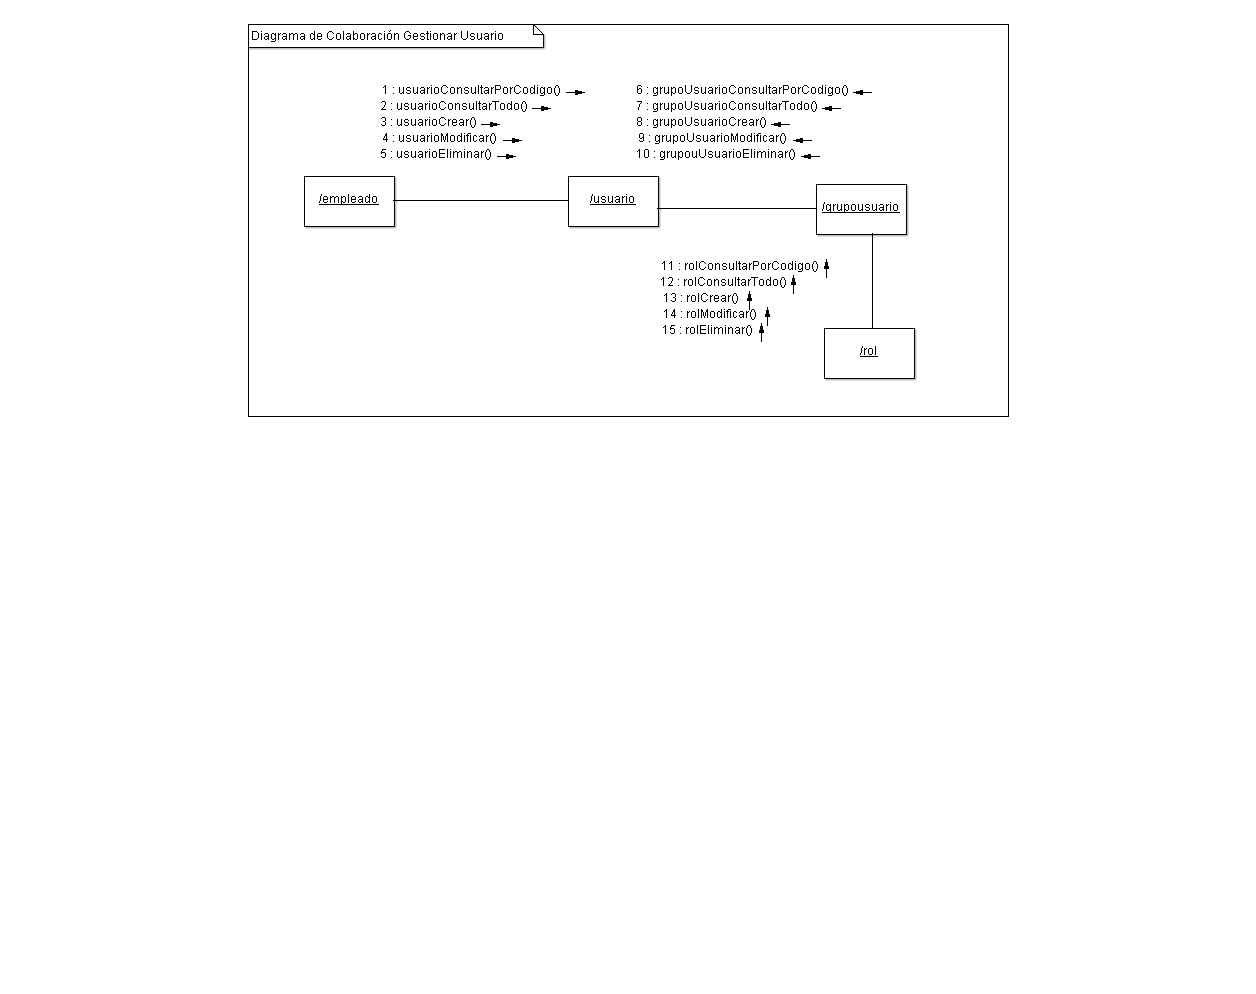 Diagrama de Colaboración Gestionar Usuario
1 : usuarioConsultarPorCodigo()
2 : usuarioConsultarTodo()
3 : usuarioCrear()
4 : usuarioModificar()
5 : usuarioEliminar()
6 : grupoUsuarioConsultarPorCodigo()
7 : grupoUsuarioConsultarTodo()
8 : grupoUsuarioCrear()
9 : grupoUsuarioModificar()
10 : grupouUsuarioEliminar()
/empleado
/usuario
/grupousuario
11 : rolConsultarPorCodigo()
12 : rolConsultarTodo()
13 : rolCrear()
14 : rolModificar()
15 : rolEliminar()
/rol